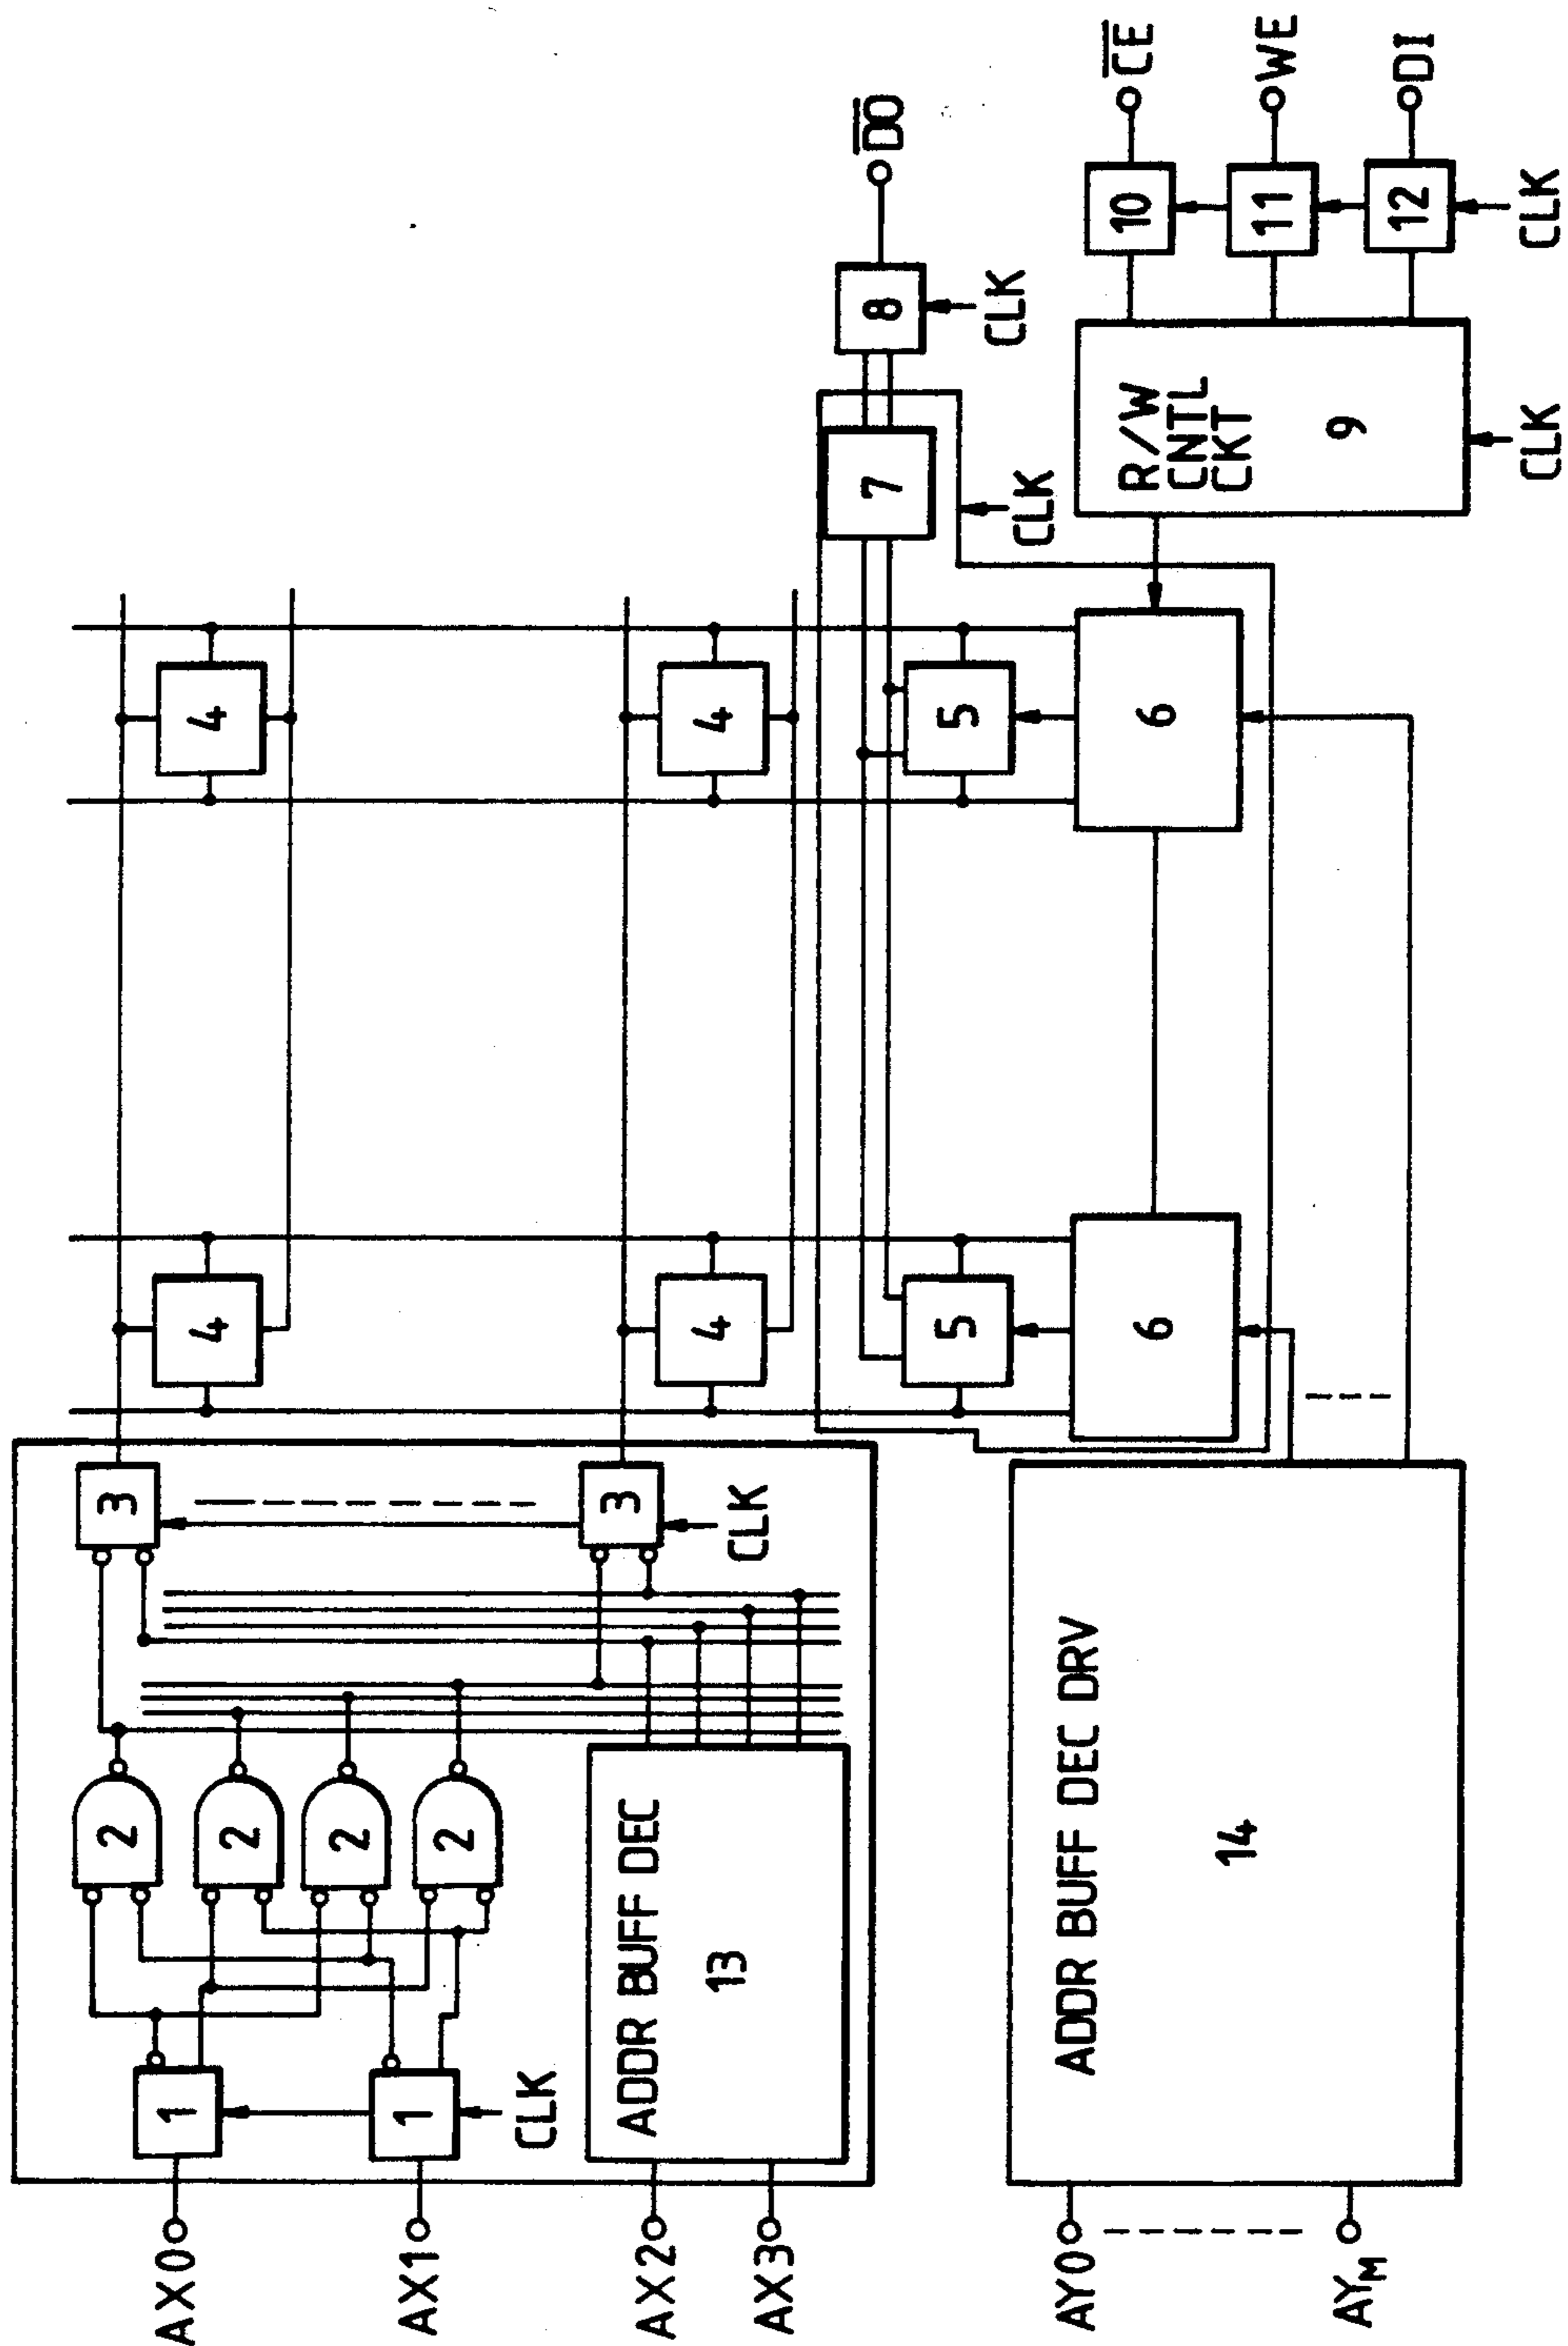 AX0
AX1
AX2
AX3
AY0
AYM
1
1
CLK
2
2
2
2
ADDR BUFF DEC
13
3
3
CLK
ADDR BUFF DEC DRV
14
4
4
4
4
5
5
6
6
7
CLK
8
CLK
D̅O̅
R/W
CNTL
CKT
9
CLK
10
11
12
CLK
C̅E̅
WE
DI